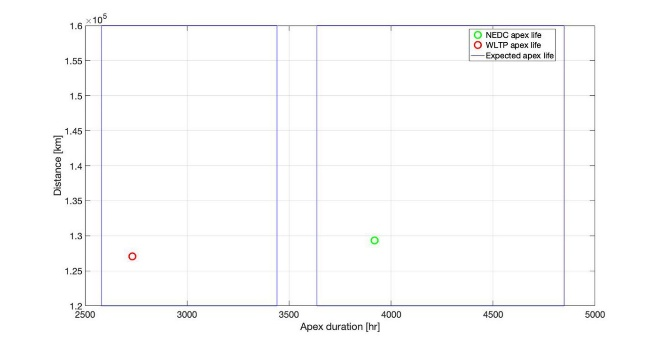 ×10^5
1.6
1.55
1.5
1.45
1.4
1.35
1.3
1.25
1.2
Distance [km]
2500 3000 3500 4000 4500 5000
Apex duration [hr]
NEDC apex life
WLTP apex life
Expected apex life